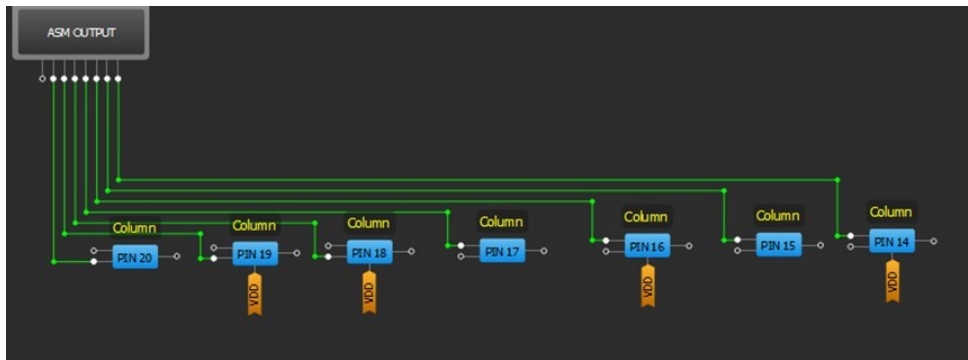 ASM OUTPUT
Column
Column
Column
Column
Column
Column
Column
PIN 20
PIN 19
PIN 18
PIN 17
PIN 16
PIN 15
PIN 14
VDD
VDD
VDD
VDD